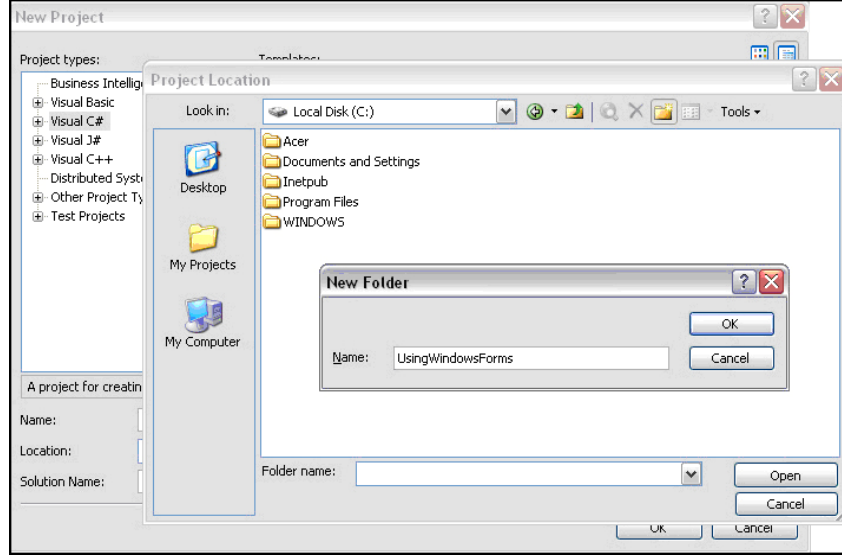 New Project
Project types:
Templates:
Business Intellig
Visual Basic
Visual C#
Visual J#
Visual C++
Distributed Syst
Other Project Ty
Test Projects
A project for creatin
Name:
Location:
Solution Name:
OK
Cancel
Project Location
Look in:
Local Disk (C:)
Tools
Desktop
My Projects
My Computer
Acer
Documents and Settings
Inetpub
Program Files
WINDOWS
Folder name:
Open
Cancel
New Folder
OK
Name:
UsingWindowsForms
Cancel